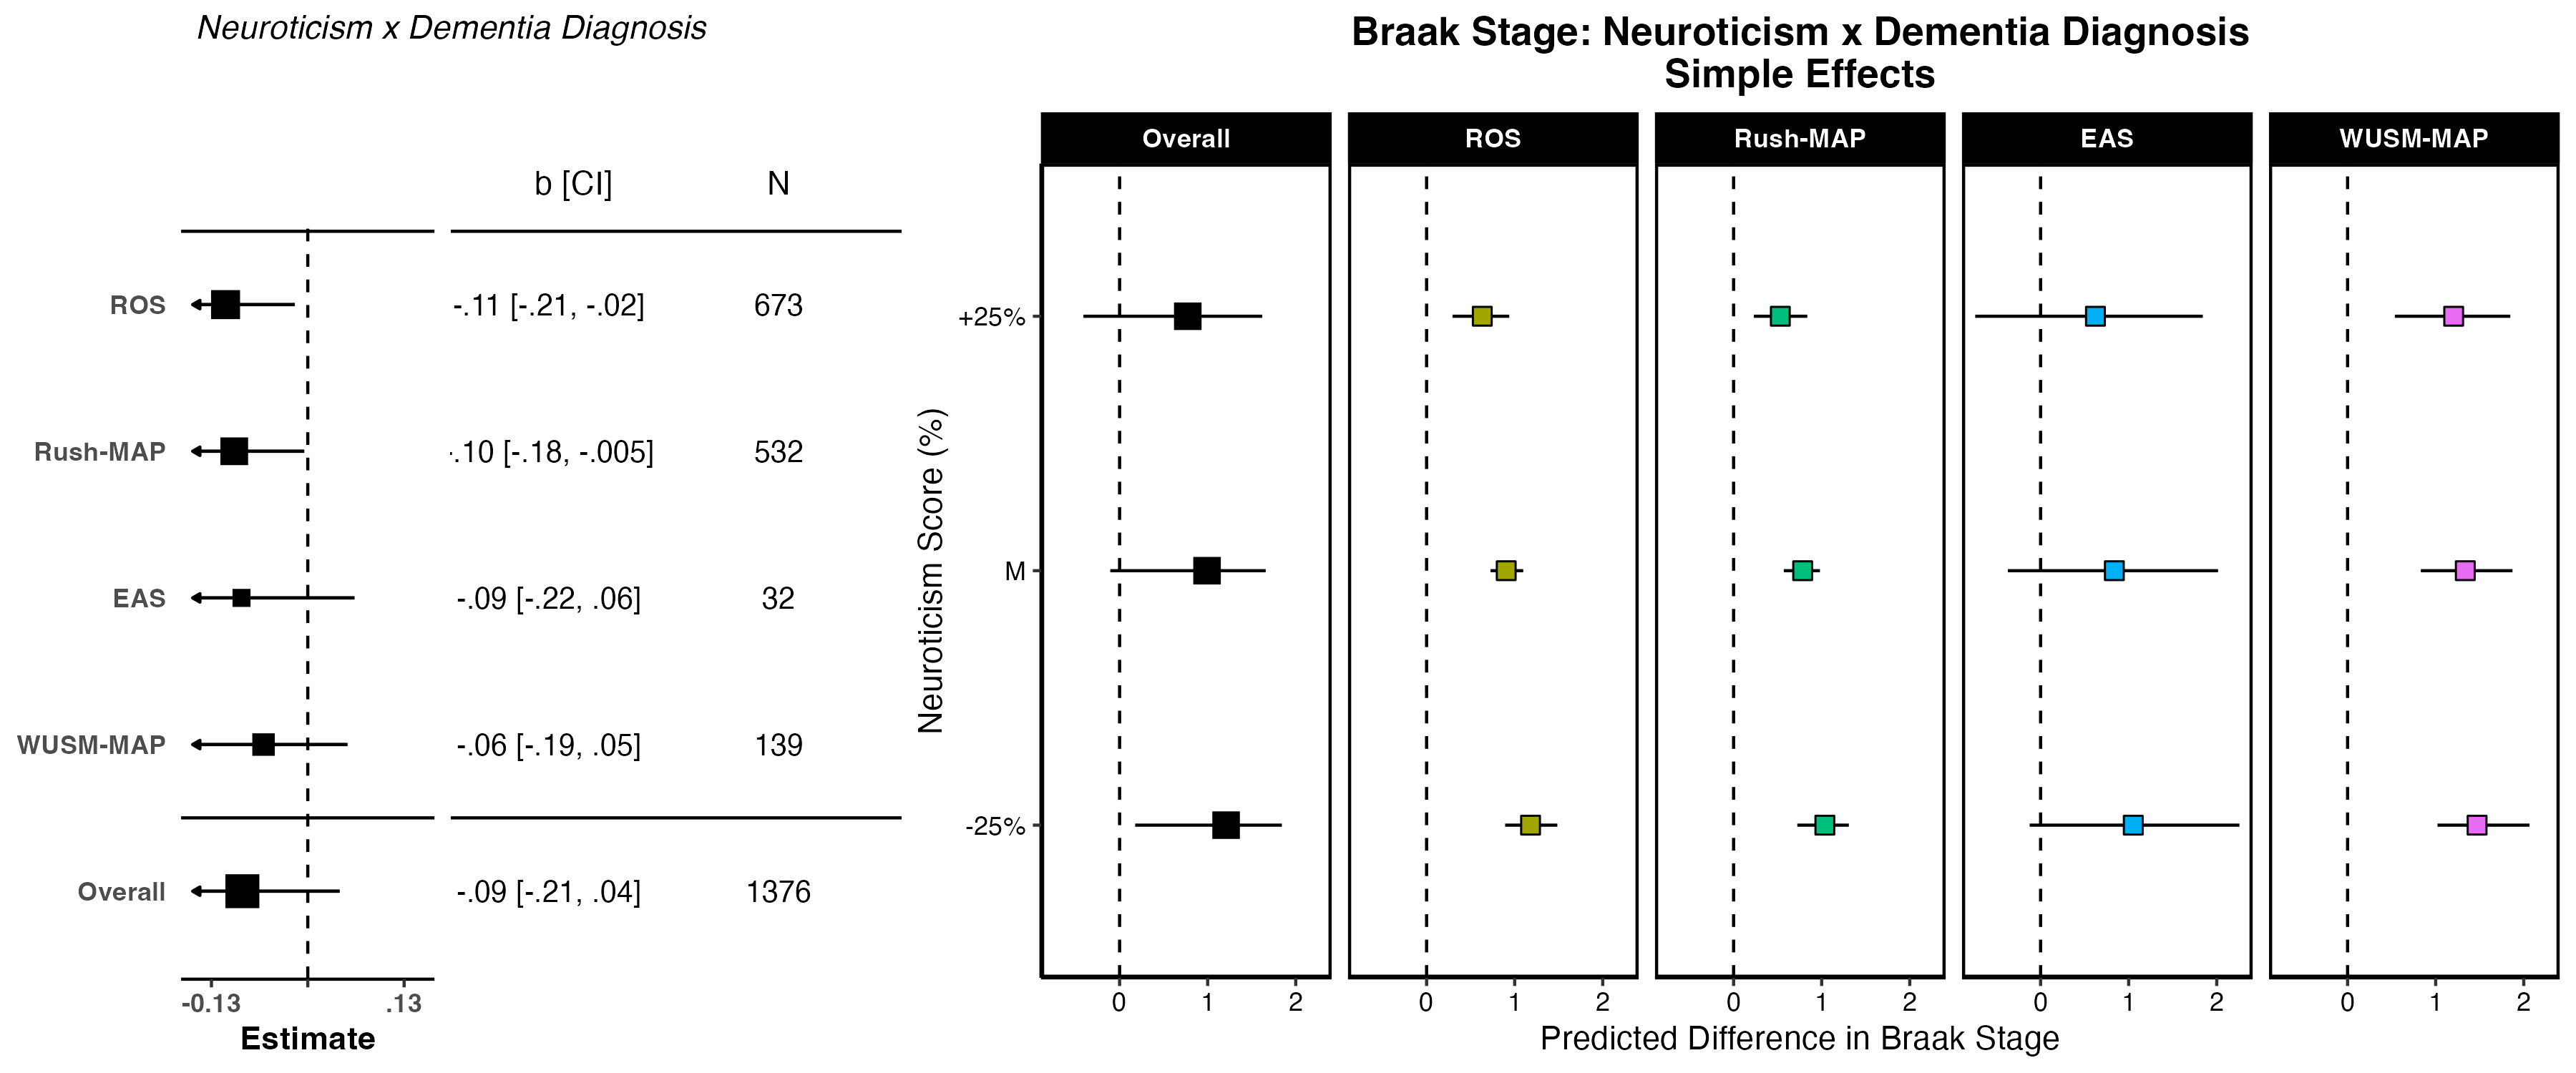 Neuroticism x Dementia Diagnosis
b [CI] N
ROS -.11 [-.21, -.02] 673
Rush-MAP -.10 [-.18, -.005] 532
EAS -.09 [-.22, .06] 32
WUSM-MAP -.06 [-.19, .05] 139
Overall -.09 [-.21, .04] 1376
-0.13 .13
Estimate
Braak Stage: Neuroticism x Dementia Diagnosis
Simple Effects
Overall ROS Rush-MAP EAS WUSM-MAP
Neuroticism Score (%)
+25%
M
-25%
0 1 2 0 1 2 0 1 2 0 1 2 0 1 2
Predicted Difference in Braak Stage